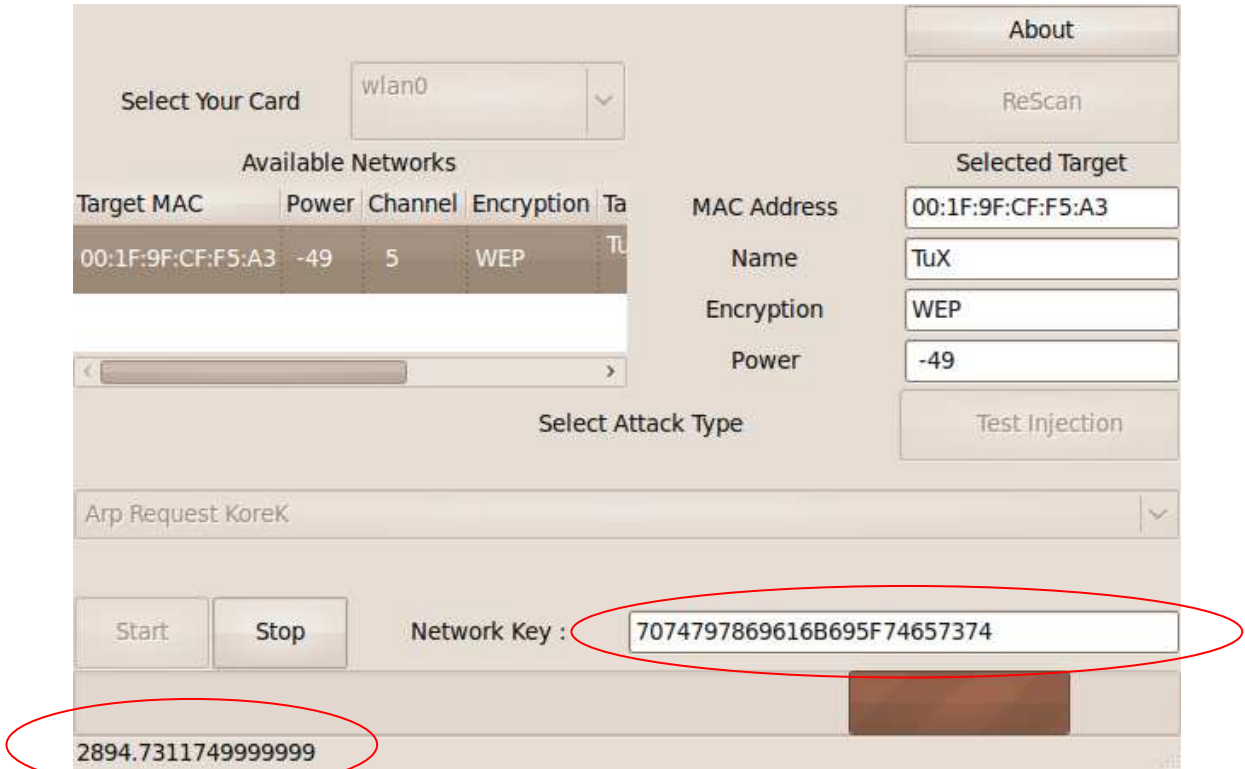 About
Select Your Card wlan0 ReScan
Available Networks Selected Target
Target MAC Power Channel Encryption Ta MAC Address 00:1F:9F:CF:F5:A3
00:1F:9F:CF:F5:A3 -49 5 WEP Tu Name TuX
Encryption WEP
Power -49
Select Attack Type Test Injection
Arp Request KoreK
Start Stop Network Key : 7074797869616B695F74657374
2894.7311749999999